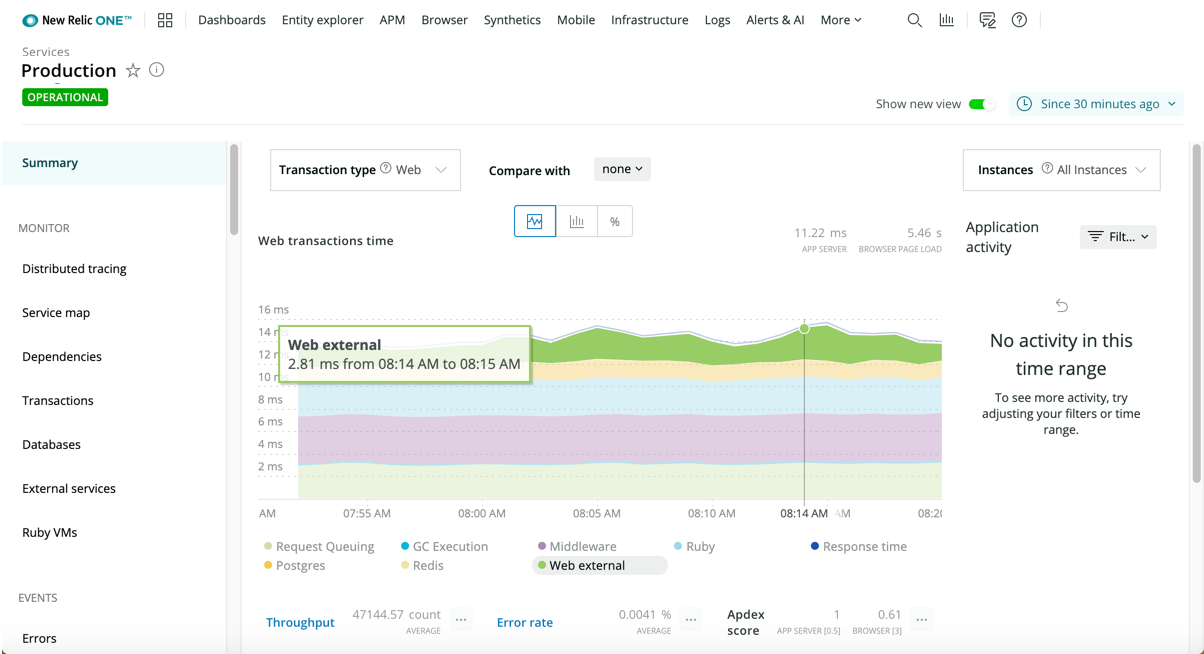 New Relic ONE™ Dashboards Entity explorer APM Browser Synthetics Mobile Infrastructure Logs Alerts & AI More
Services
Production
OPERATIONAL
Show new view Since 30 minutes ago
Summary
MONITOR
Distributed tracing
Service map
Dependencies
Transactions
Databases
External services
Ruby VMs
EVENTS
Errors
Transaction type ? Web
Compare with none
Instances ? All Instances
%
Web transactions time
11.22 ms
APP SERVER
5.46 s
BROWSER PAGE LOAD
16 ms
14 m
12 m
10 m
8 ms
6 ms
4 ms
2 ms
Web external
2.81 ms from 08:14 AM to 08:15 AM
AM 07:55 AM 08:00 AM 08:05 AM 08:10 AM 08:14 AM AM 08:20
Request Queuing GC Execution Middleware Ruby Response time
Postgres Redis Web external
Throughput
47144.57 count
AVERAGE
...
Error rate
0.0041 %
AVERAGE
...
Apdex
score
1
APP SERVER [0.5]
0.61
BROWSER [3]
...
Application
activity
Filt...
No activity in this
time range
To see more activity, try
adjusting your filters or time
range.